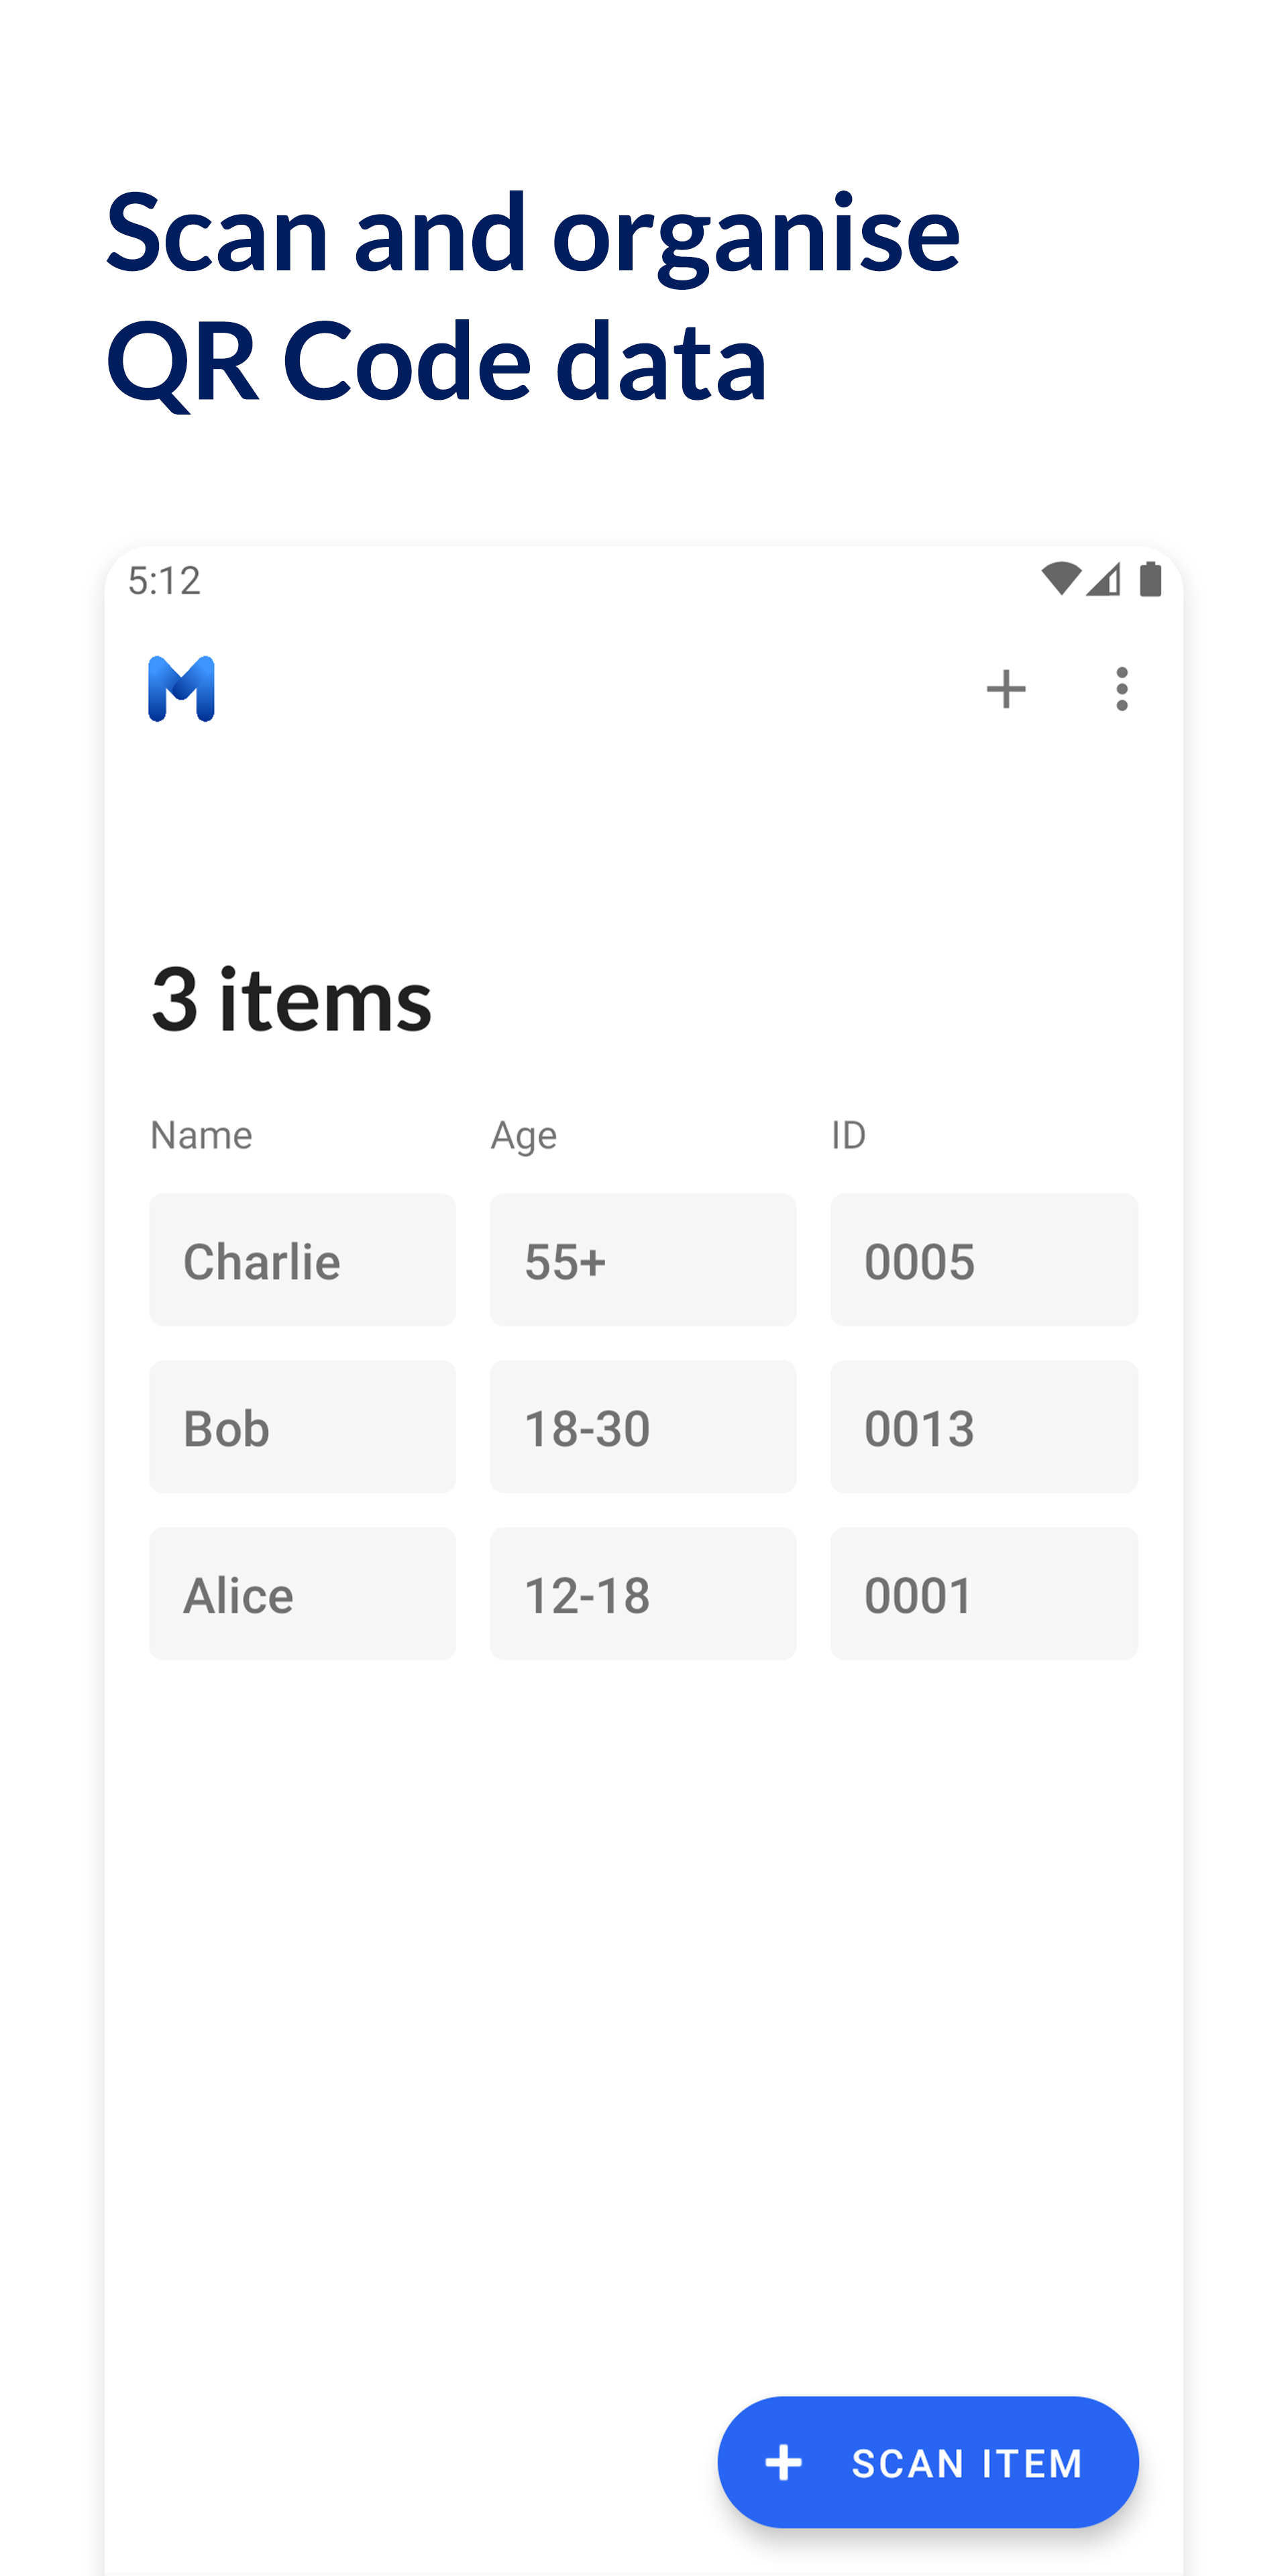 Scan and organise
QR Code data
5:12
3 items
Name Age ID
Charlie 55+ 0005
Bob 18-30 0013
Alice 12-18 0001
SCAN ITEM